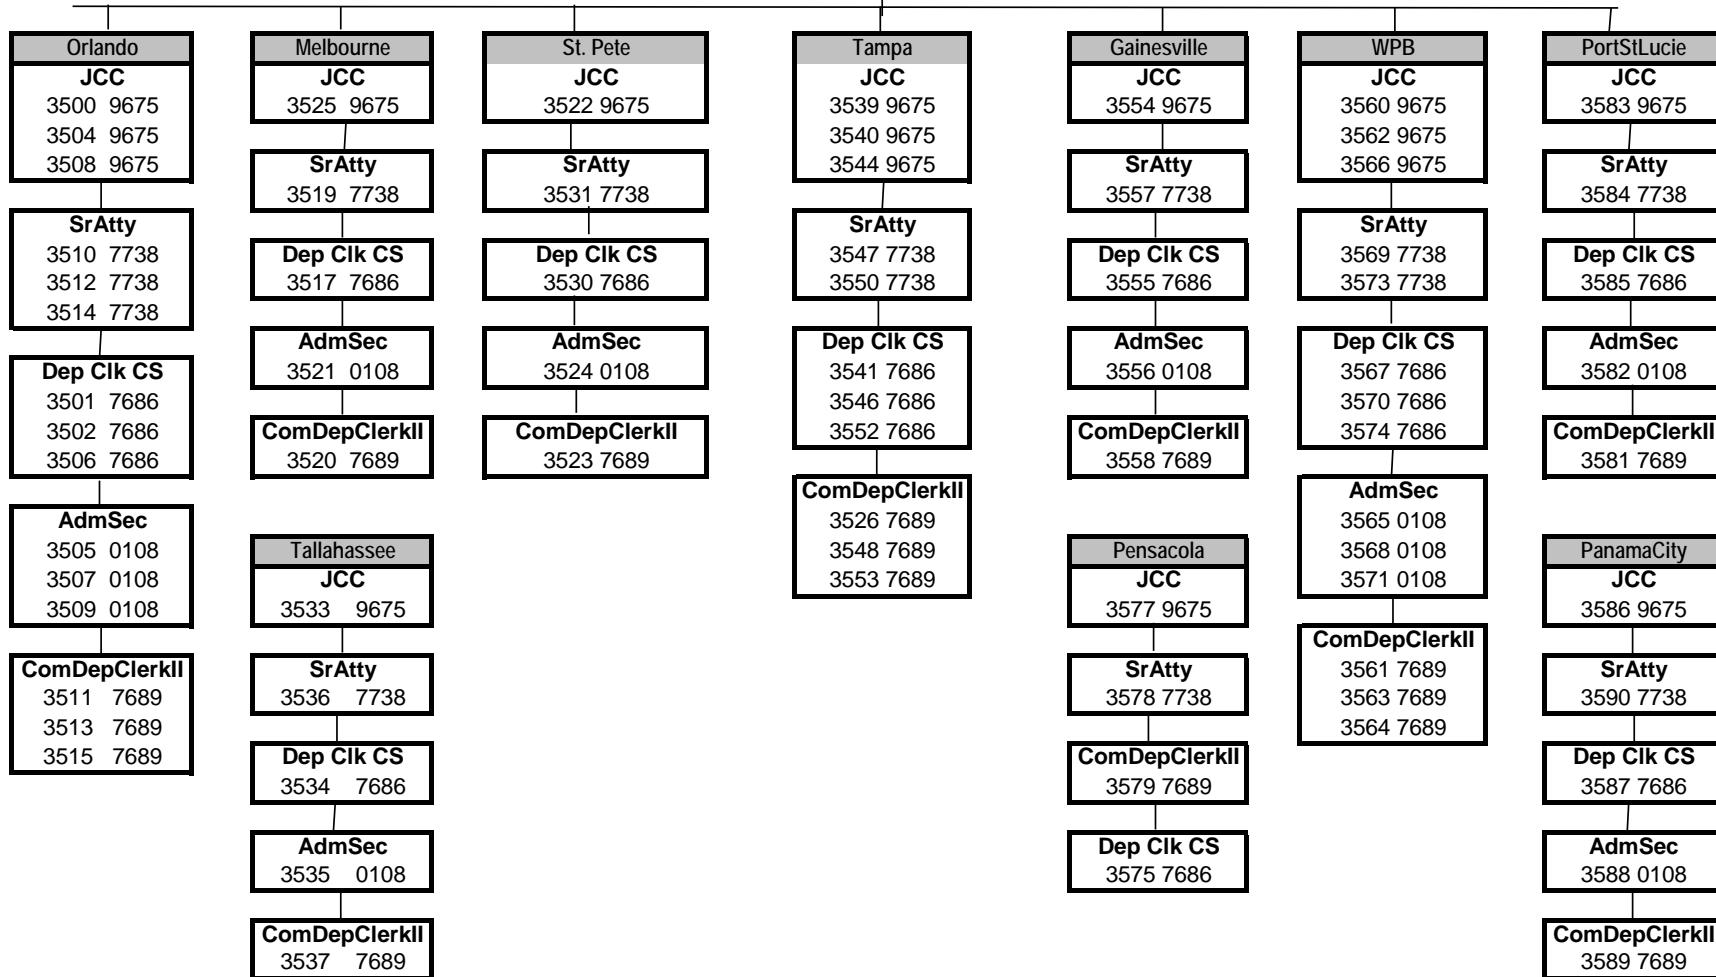 Orlando
JCC
3500 9675
3504 9675
3508 9675
SrAtty
3510 7738
3512 7738
3514 7738
Dep Clk CS
3501 7686
3502 7686
3506 7686
AdmSec
3505 0108
3507 0108
3509 0108
ComDepClerkII
3511 7689
3513 7689
3515 7689
Melbourne
JCC
3525 9675
SrAtty
3519 7738
Dep Clk CS
3517 7686
AdmSec
3521 0108
ComDepClerkII
3520 7689
Tallahassee
JCC
3533 9675
SrAtty
3536 7738
Dep Clk CS
3534 7686
AdmSec
3535 0108
ComDepClerkII
3537 7689
St. Pete
JCC
3522 9675
SrAtty
3531 7738
Dep Clk CS
3530 7686
AdmSec
3524 0108
ComDepClerkII
3523 7689
Tampa
JCC
3539 9675
3540 9675
3544 9675
SrAtty
3547 7738
3550 7738
Dep Clk CS
3541 7686
3546 7686
3552 7686
ComDepClerkII
3526 7689
3548 7689
3553 7689
Gainesville
JCC
3554 9675
SrAtty
3557 7738
Dep Clk CS
3555 7686
AdmSec
3556 0108
ComDepClerkII
3558 7689
Pensacola
JCC
3577 9675
SrAtty
3578 7738
ComDepClerkII
3579 7689
Dep Clk CS
3575 7686
WPB
JCC
3560 9675
3562 9675
3566 9675
SrAtty
3569 7738
3573 7738
Dep Clk CS
3567 7686
3570 7686
3574 7686
AdmSec
3565 0108
3568 0108
3571 0108
ComDepClerkII
3561 7689
3563 7689
3564 7689
PortStLucie
JCC
3583 9675
SrAtty
3584 7738
Dep Clk CS
3585 7686
AdmSec
3582 0108
ComDepClerkII
3581 7689
PanamaCity
JCC
3586 9675
SrAtty
3590 7738
Dep Clk CS
3587 7686
AdmSec
3588 0108
ComDepClerkII
3589 7689